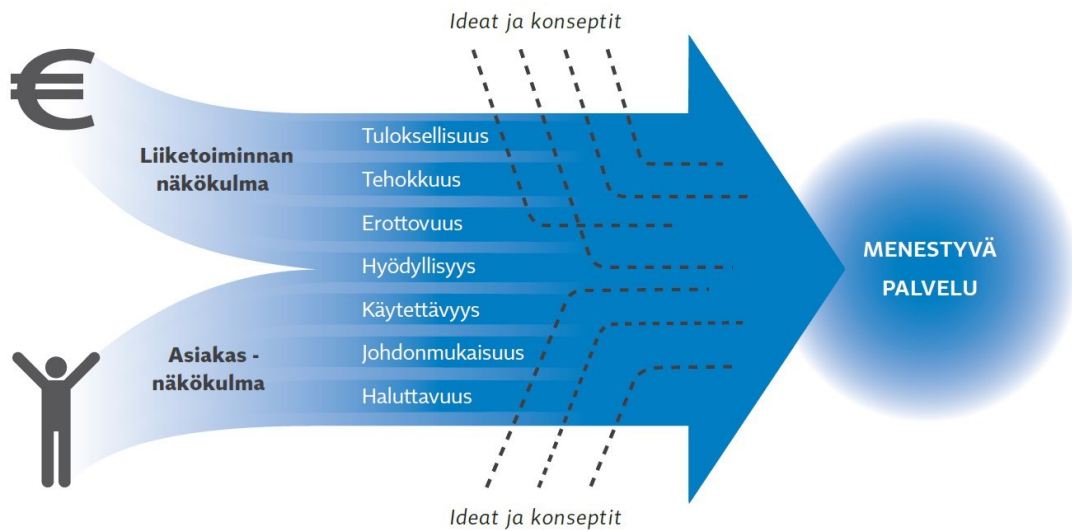 Ideat ja konseptit
Liiketoiminnan
näkökulma
Tuloksellisuus
Tehokkuus
Erottovuus
Hyödyllisyys
Käytettävyys
Johdonmukaisuus
Haluttavuus
Asiakas -
näkökulma
MENESTYVÄ
PALVELU
Ideat ja konseptit